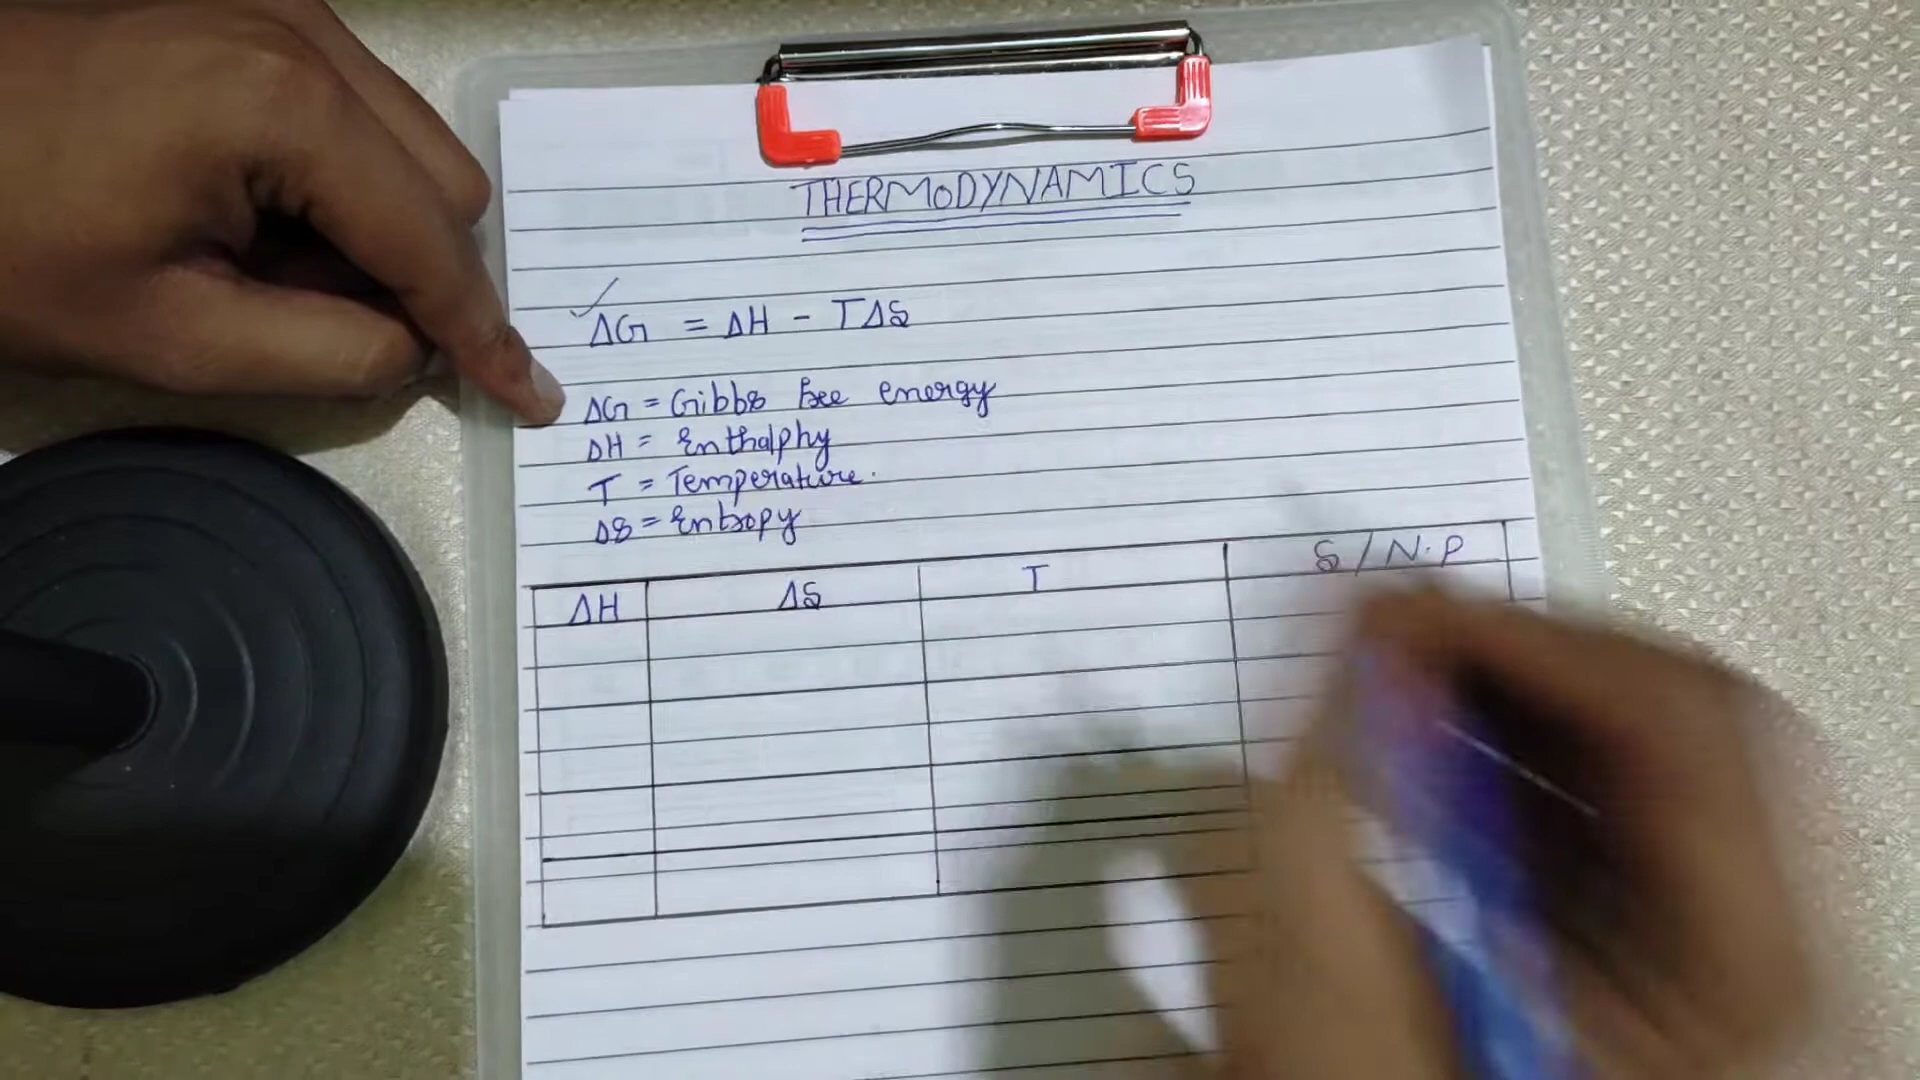 THERMODYNAMICS
ΔG = ΔH - TΔS
ΔG = Gibbs free energy
ΔH = Enthalphy
T = Temperature.
ΔS = Entropy
ΔH ΔS T S/N.P